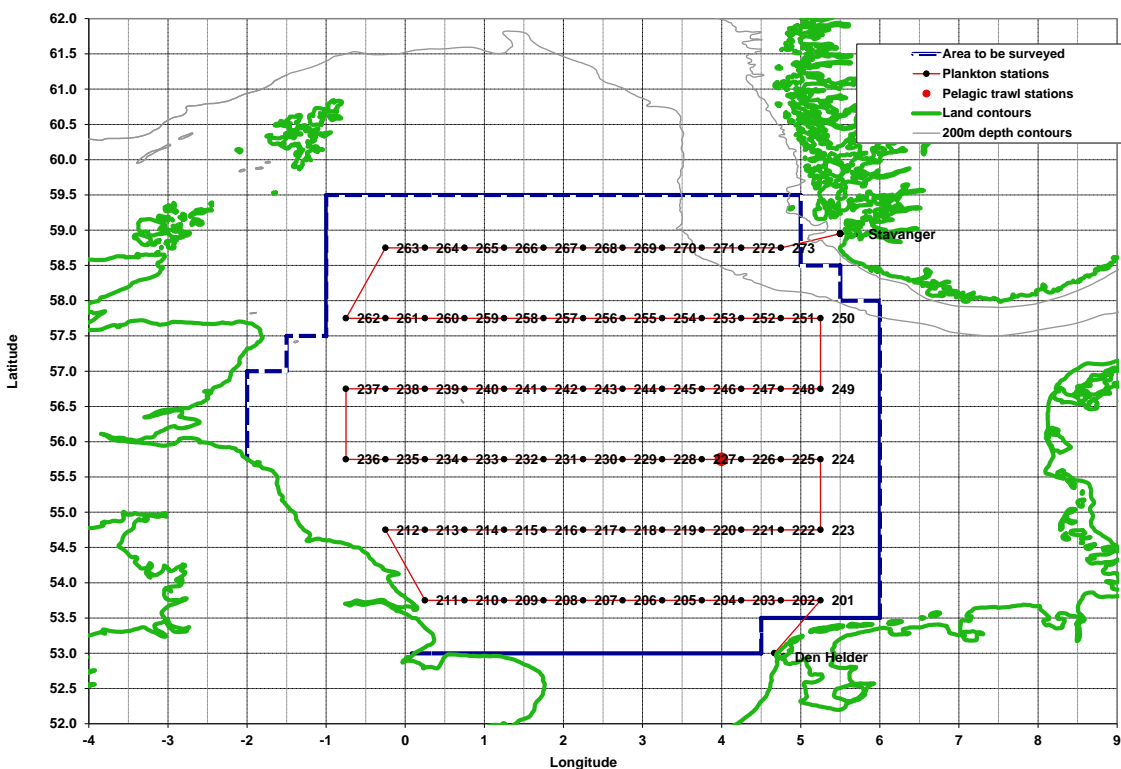 62.0
61.5
Area to be surveyed
61.0
Plankton stations
Pelagic trawl stations
60.5
Land contours
200m depth contours
60.0
59.5
59.0
Stavanger
263 264 265 266 267 268 269 270 271 272 273
58.5
58.0
262 261 260 259 258 257 256 255 254 253 252 251 250
57.5
57.0
237 238 239 240 241 242 243 244 245 246 247 248 249
56.5
56.0
236 235 234 233 232 231 230 229 228 227 226 225 224
55.5
55.0
212 213 214 215 216 217 218 219 220 221 222 223
54.5
54.0
211 210 209 208 207 206 205 204 203 202 201
53.5
53.0
Den Helder
52.5
52.0
-4 -3 -2 -1 0 1 2 3 4 5 6 7 8 9
Latitude
Longitude